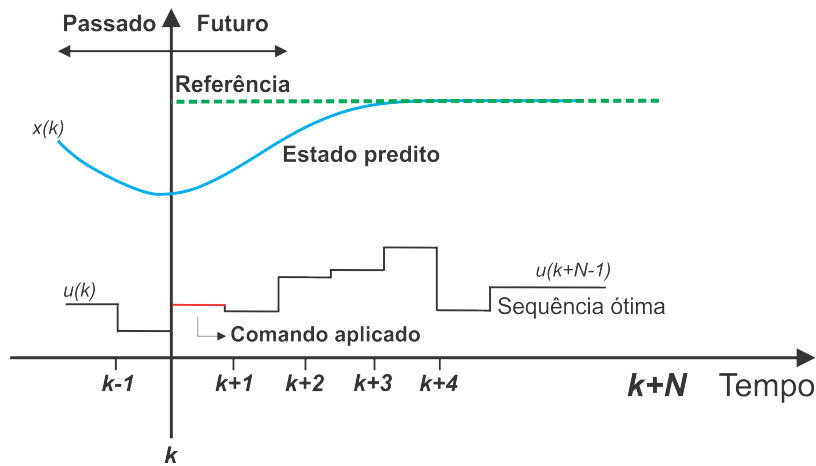 Passado
Futuro
Referência
x(k)
Estado predito
u(k)
u(k+N-1)
Sequência ótima
Comando aplicado
k-1
k+1
k+2
k+3
k+4
k+N
Tempo
k